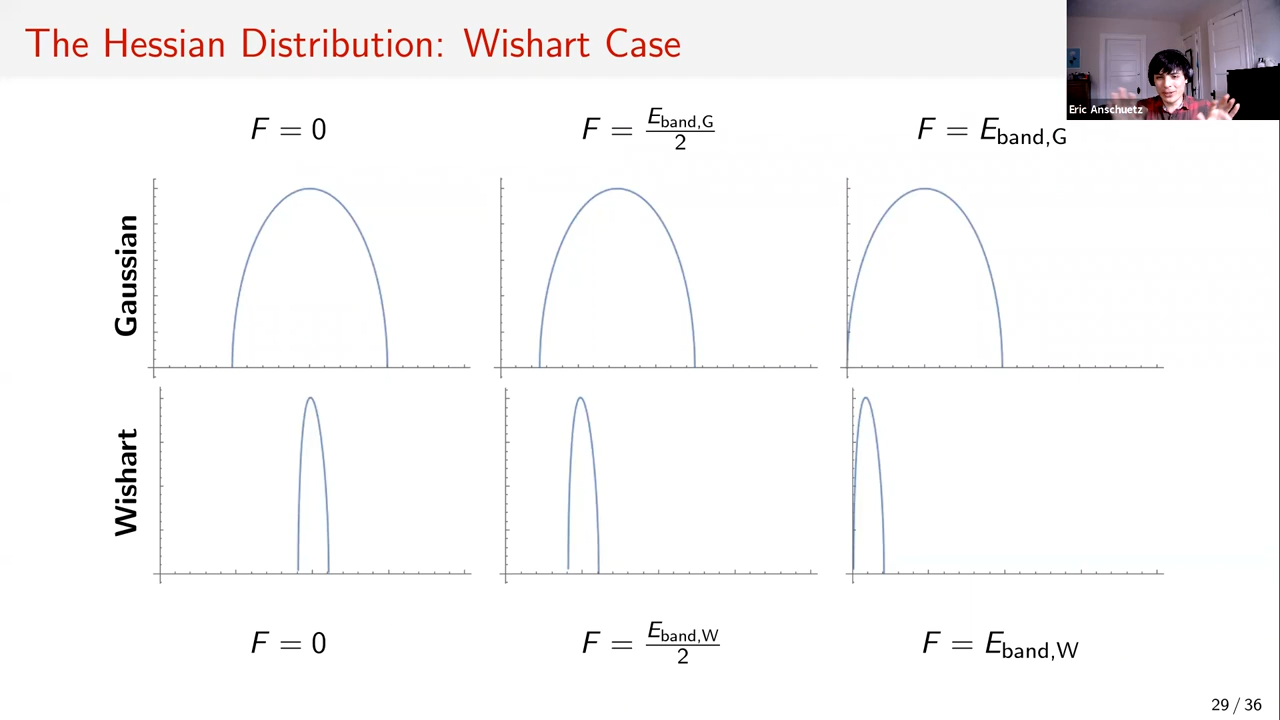 The Hessian Distribution: Wishart Case
Eric Anschuetz
F = 0
F = E_band,G / 2
F = E_band,G
Gaussian
Wishart
F = 0
F = E_band,W / 2
F = E_band,W
29 / 36